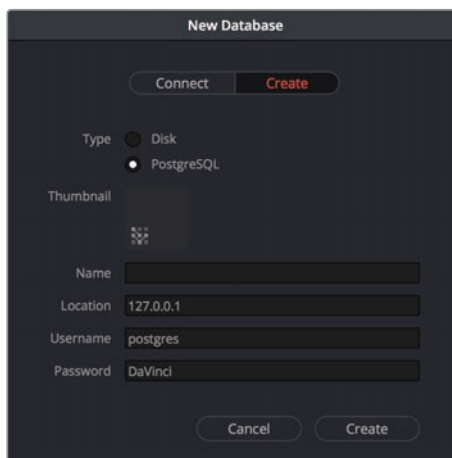 New Database
Connect Create
Type Disk
PostgreSQL
Thumbnail
Name
Location 127.0.0.1
Username postgres
Password DaVinci
Cancel Create